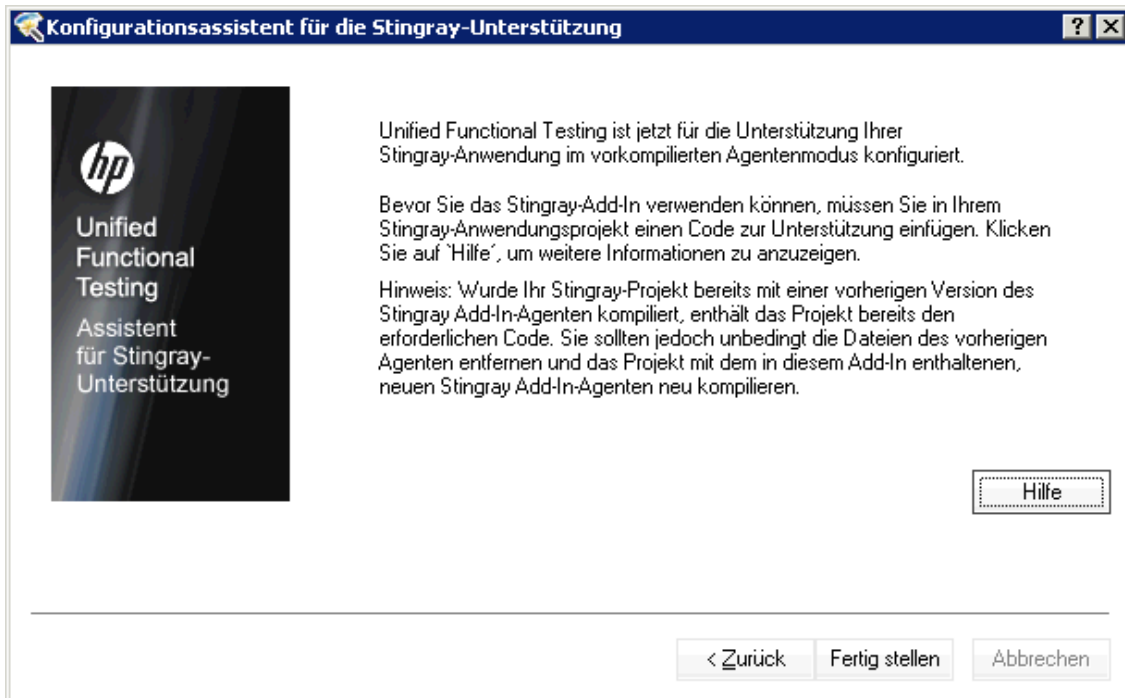 Konfigurationsassistent für die Stingray-Unterstützung
hp
Unified
Functional
Testing
Assistent
für Stingray-
Unterstützung
Unified Functional Testing ist jetzt für die Unterstützung Ihrer
Stingray-Anwendung im vorkompilierten Agentenmodus konfiguriert.
Bevor Sie das Stingray-Add-In verwenden können, müssen Sie in Ihrem
Stingray-Anwendungsprojekt einen Code zur Unterstützung einfügen. Klicken
Sie auf `Hilfe´, um weitere Informationen zu anzuzeigen.
Hinweis: Wurde Ihr Stingray-Projekt bereits mit einer vorherigen Version des
Stingray Add-In-Agenten kompiliert, enthält das Projekt bereits den
erforderlichen Code. Sie sollten jedoch unbedingt die Dateien des vorherigen
Agenten entfernen und das Projekt mit dem in diesem Add-In enthaltenen,
neuen Stingray Add-In-Agenten neu kompilieren.
Hilfe
< Zurück
Fertig stellen
Abbrechen